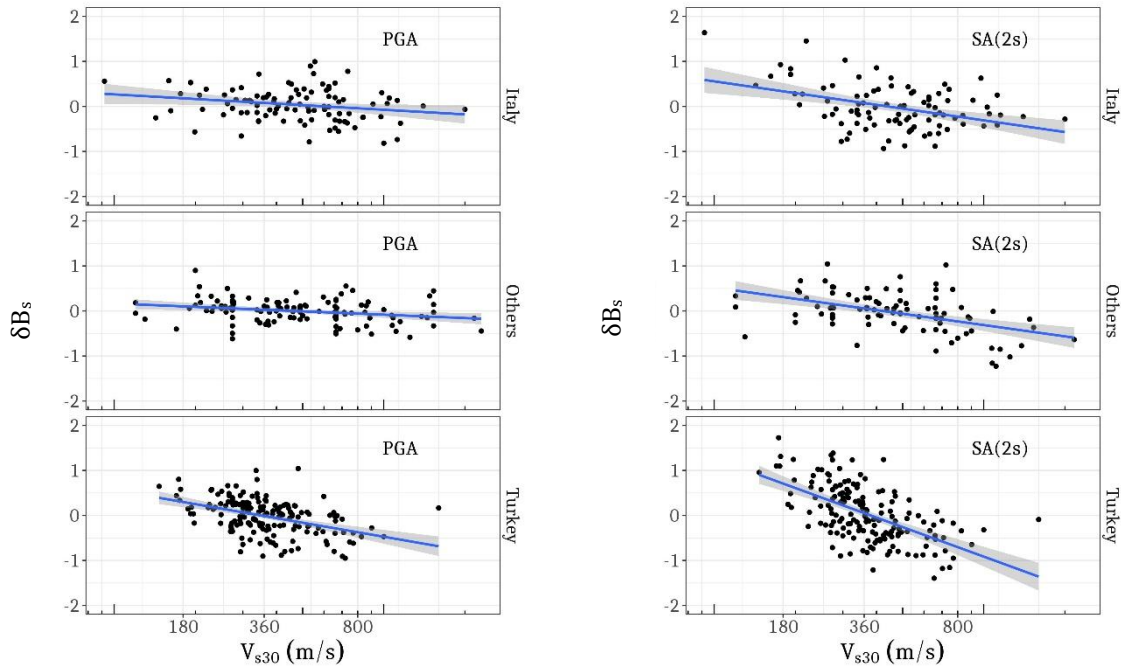 2
1
0
-1
-2
PGA
Italy
2
1
0
-1
-2
PGA
Others
2
1
0
-1
-2
PGA
Turkey
δBs
180 360 800
Vs30 (m/s)
2
1
0
-1
-2
SA(2s)
Italy
2
1
0
-1
-2
SA(2s)
Others
2
1
0
-1
-2
SA(2s)
Turkey
δBs
180 360 800
Vs30 (m/s)